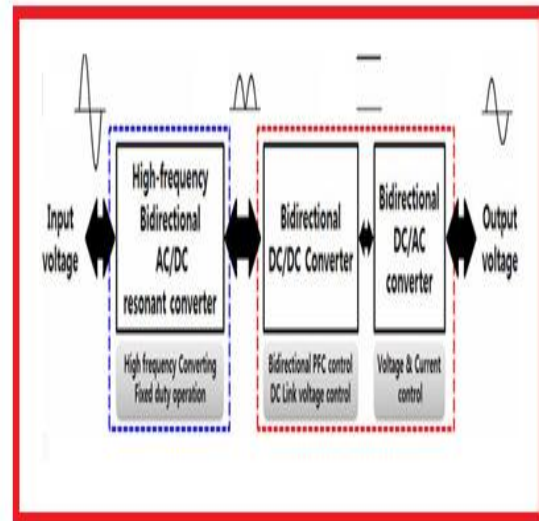 Input
voltage
High-frequency
Bidirectional
AC/DC
resonant converter
High frequency Converting
Fixed duty operation
Bidirectional
DC/DC Converter
Bidirectional PFC control
DC Link voltage control
Bidirectional
DC/AC
converter
Voltage & Current
control
Output
voltage